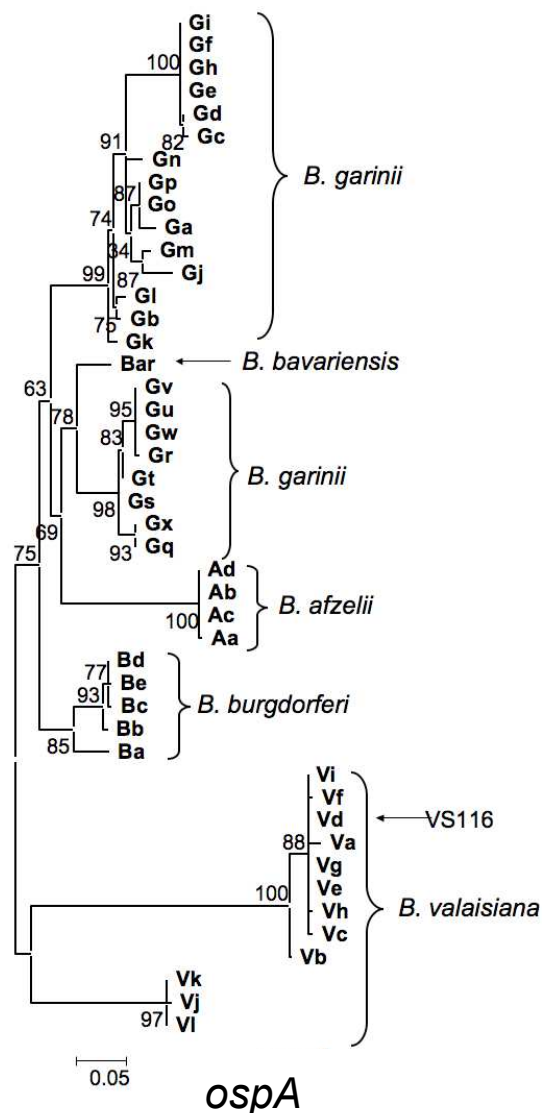 Gi
Gf
100 Gh
Ge
Gd
82 Gc
91 Gn
Gp
B. garinii
87 Go
74 Ga
34 Gm
99 87 Gj
Gl
75 Gb
Gk
Bar B. bavariensis
63 Gv
78 95 Gu
83 Gw
Gr
Gt
B. garinii
98 Gs
Gx
69 93 Gq
75 Ad
Ab
B. afzelii
100 Ac
Aa
77 Bd
93 Be
Bc B. burgdorferi
Bb
85 Ba
Vi
Vf
Vd VS116
88 Va
Vg
100 Ve
Vh B. valaisiana
Vc
Vb
Vk
Vj
97 Vl
0.05
ospA